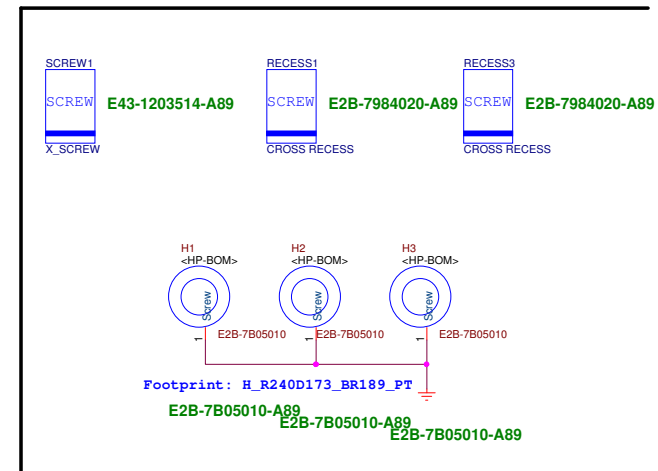 SCREW1
RECESS1
RECESS3
SCREW
E43-1203514-A89
SCREW
E2B-7984020-A89
SCREW
E2B-7984020-A89
X_SCREW
CROSS RECESS
CROSS RECESS
H1
H2
H3
<HP-BOM>
<HP-BOM>
<HP-BOM>
Screw
Screw
Screw
1
E2B-7B05010
1
E2B-7B05010
1
E2B-7B05010
Footprint: H_R240D173_BR189_PT
E2B-7B05010-A89
E2B-7B05010-A89
E2B-7B05010-A89